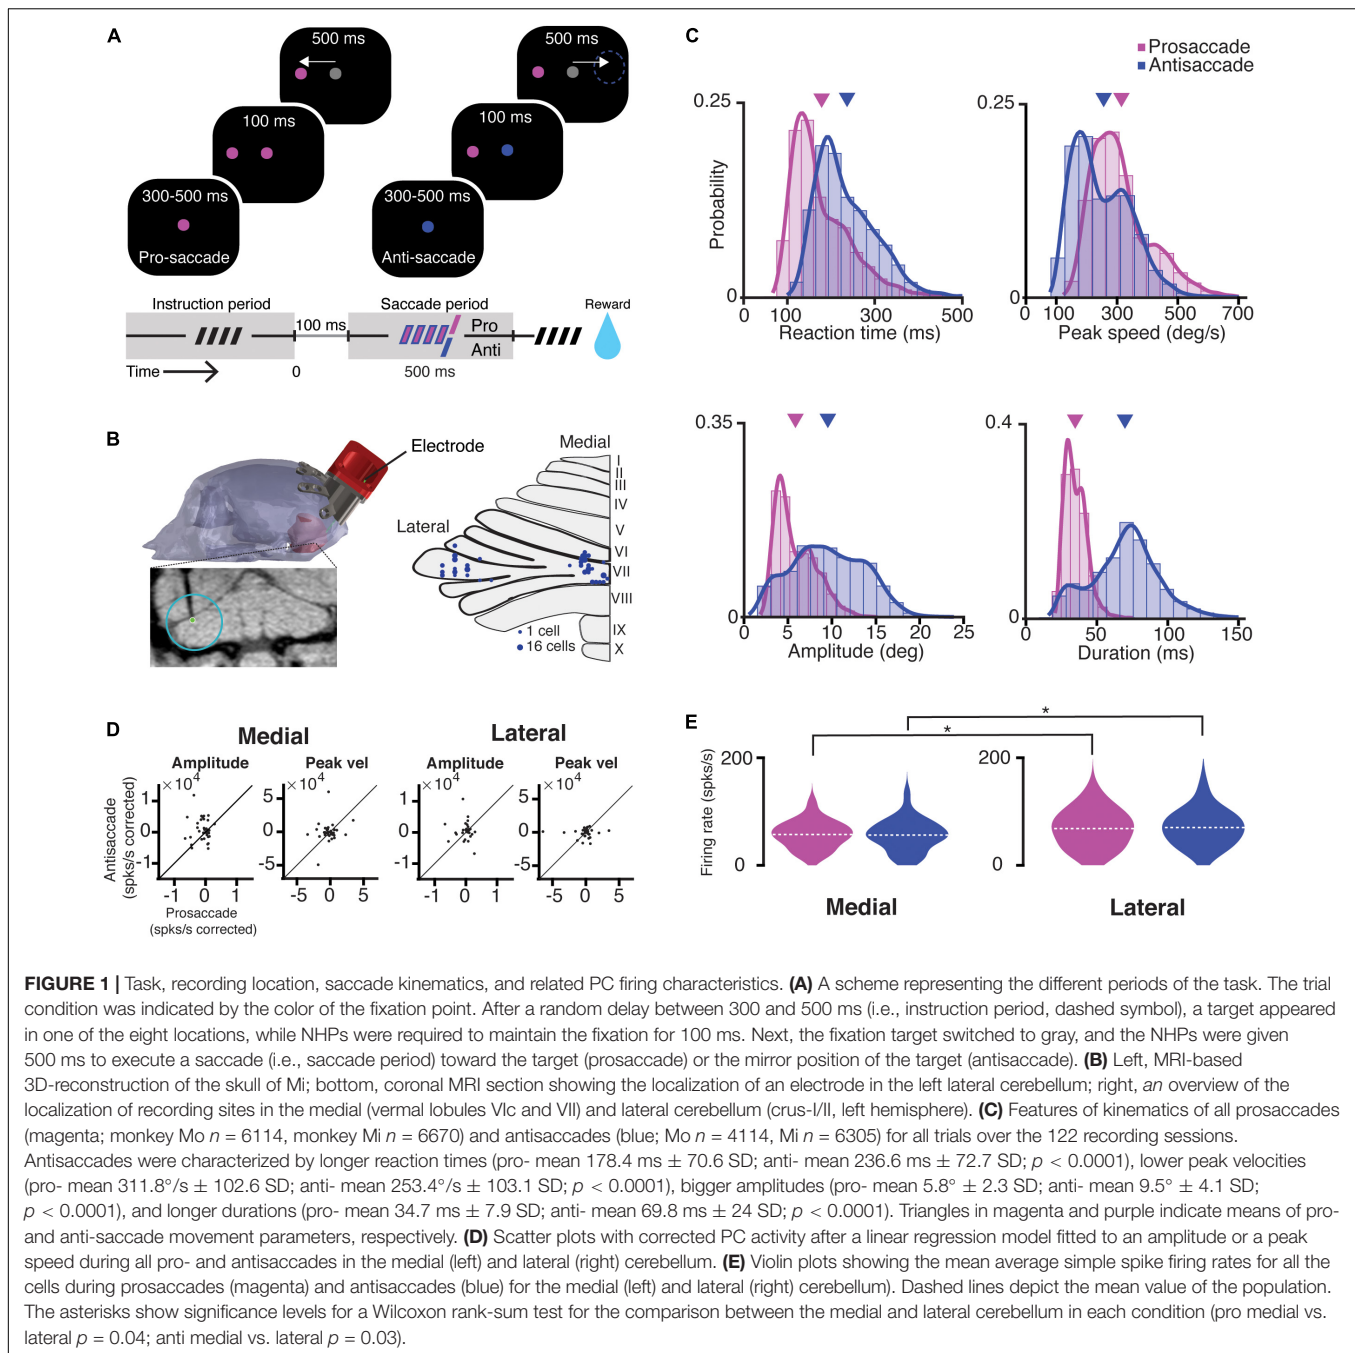 A
500 ms
500 ms
100 ms
100 ms
300-500 ms
Pro-saccade
300-500 ms
Anti-saccade
Instruction period
Saccade period
Reward
100 ms
Pro
Anti
Time
0
500 ms
B
Electrode
Medial
Lateral
I
II
III
IV
V
VI
VII
VIII
IX
X
1 cell
16 cells
C
Prosaccade
Antisaccade
Probability
0.25
0
100 300 500
Reaction time (ms)
0.25
0
100 300 500 700
Peak speed (deg/s)
0.35
0
0 5 10 15 20 25
Amplitude (deg)
0.4
0
0 50 100 150
Duration (ms)
D
Medial
Lateral
Amplitude
Peak vel
Amplitude
Peak vel
×10⁴
×10⁴
×10⁴
×10⁴
Antisaccade
(spks/s corrected)
1
0
-1
5
0
-5
1
0
-1
5
0
-5
-1 0 1
-5 0 5
-1 0 1
-5 0 5
Prosaccade
(spks/s corrected)
E
*
*
Firing rate (spks/s)
200
0
200
0
Medial
Lateral
FIGURE 1 | Task, recording location, saccade kinematics, and related PC firing characteristics. (A) A scheme representing the different periods of the task. The trial
condition was indicated by the color of the fixation point. After a random delay between 300 and 500 ms (i.e., instruction period, dashed symbol), a target appeared
in one of the eight locations, while NHPs were required to maintain the fixation for 100 ms. Next, the fixation target switched to gray, and the NHPs were given
500 ms to execute a saccade (i.e., saccade period) toward the target (prosaccade) or the mirror position of the target (antisaccade). (B) Left, MRI-based
3D-reconstruction of the skull of Mi; bottom, coronal MRI section showing the localization of an electrode in the left lateral cerebellum; right, an overview of the
localization of recording sites in the medial (vermal lobules VIc and VII) and lateral cerebellum (crus-I/II, left hemisphere). (C) Features of kinematics of all prosaccades
(magenta; monkey Mo n = 6114, monkey Mi n = 6670) and antisaccades (blue; Mo n = 4114, Mi n = 6305) for all trials over the 122 recording sessions.
Antisaccades were characterized by longer reaction times (pro- mean 178.4 ms ± 70.6 SD; anti- mean 236.6 ms ± 72.7 SD; p < 0.0001), lower peak velocities
(pro- mean 311.8°/s ± 102.6 SD; anti- mean 253.4°/s ± 103.1 SD; p < 0.0001), bigger amplitudes (pro- mean 5.8° ± 2.3 SD; anti- mean 9.5° ± 4.1 SD;
p < 0.0001), and longer durations (pro- mean 34.7 ms ± 7.9 SD; anti- mean 69.8 ms ± 24 SD; p < 0.0001). Triangles in magenta and purple indicate means of pro-
and anti-saccade movement parameters, respectively. (D) Scatter plots with corrected PC activity after a linear regression model fitted to an amplitude or a peak
speed during all pro- and antisaccades in the medial (left) and lateral (right) cerebellum. (E) Violin plots showing the mean average simple spike firing rates for all the
cells during prosaccades (magenta) and antisaccades (blue) for the medial (left) and lateral (right) cerebellum). Dashed lines depict the mean value of the population.
The asterisks show significance levels for a Wilcoxon rank-sum test for the comparison between the medial and lateral cerebellum in each condition (pro medial vs.
lateral p = 0.04; anti medial vs. lateral p = 0.03).